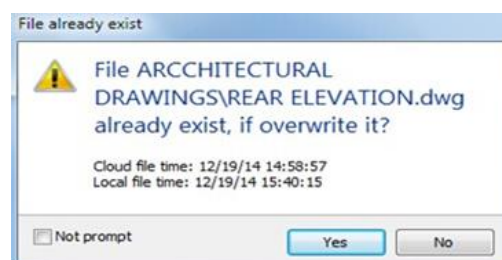 File already exist
File ARCCHITECTURAL
DRAWINGS\REAR ELEVATION.dwg
already exist, if overwrite it?
Cloud file time: 12/19/14 14:58:57
Local file time: 12/19/14 15:40:15
Not prompt
Yes
No